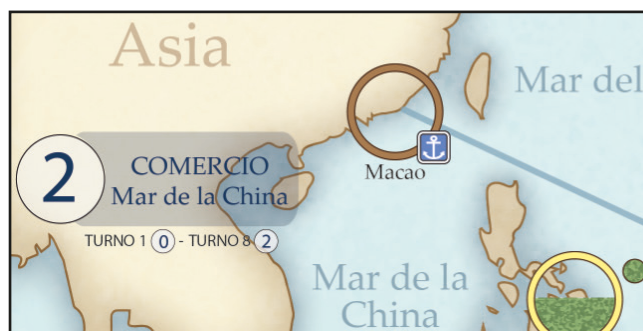 Asia
Mar del
2
COMERCIO
Mar de la China
Macao
TURNO 1 0 - TURNO 8 2
Mar de la
China